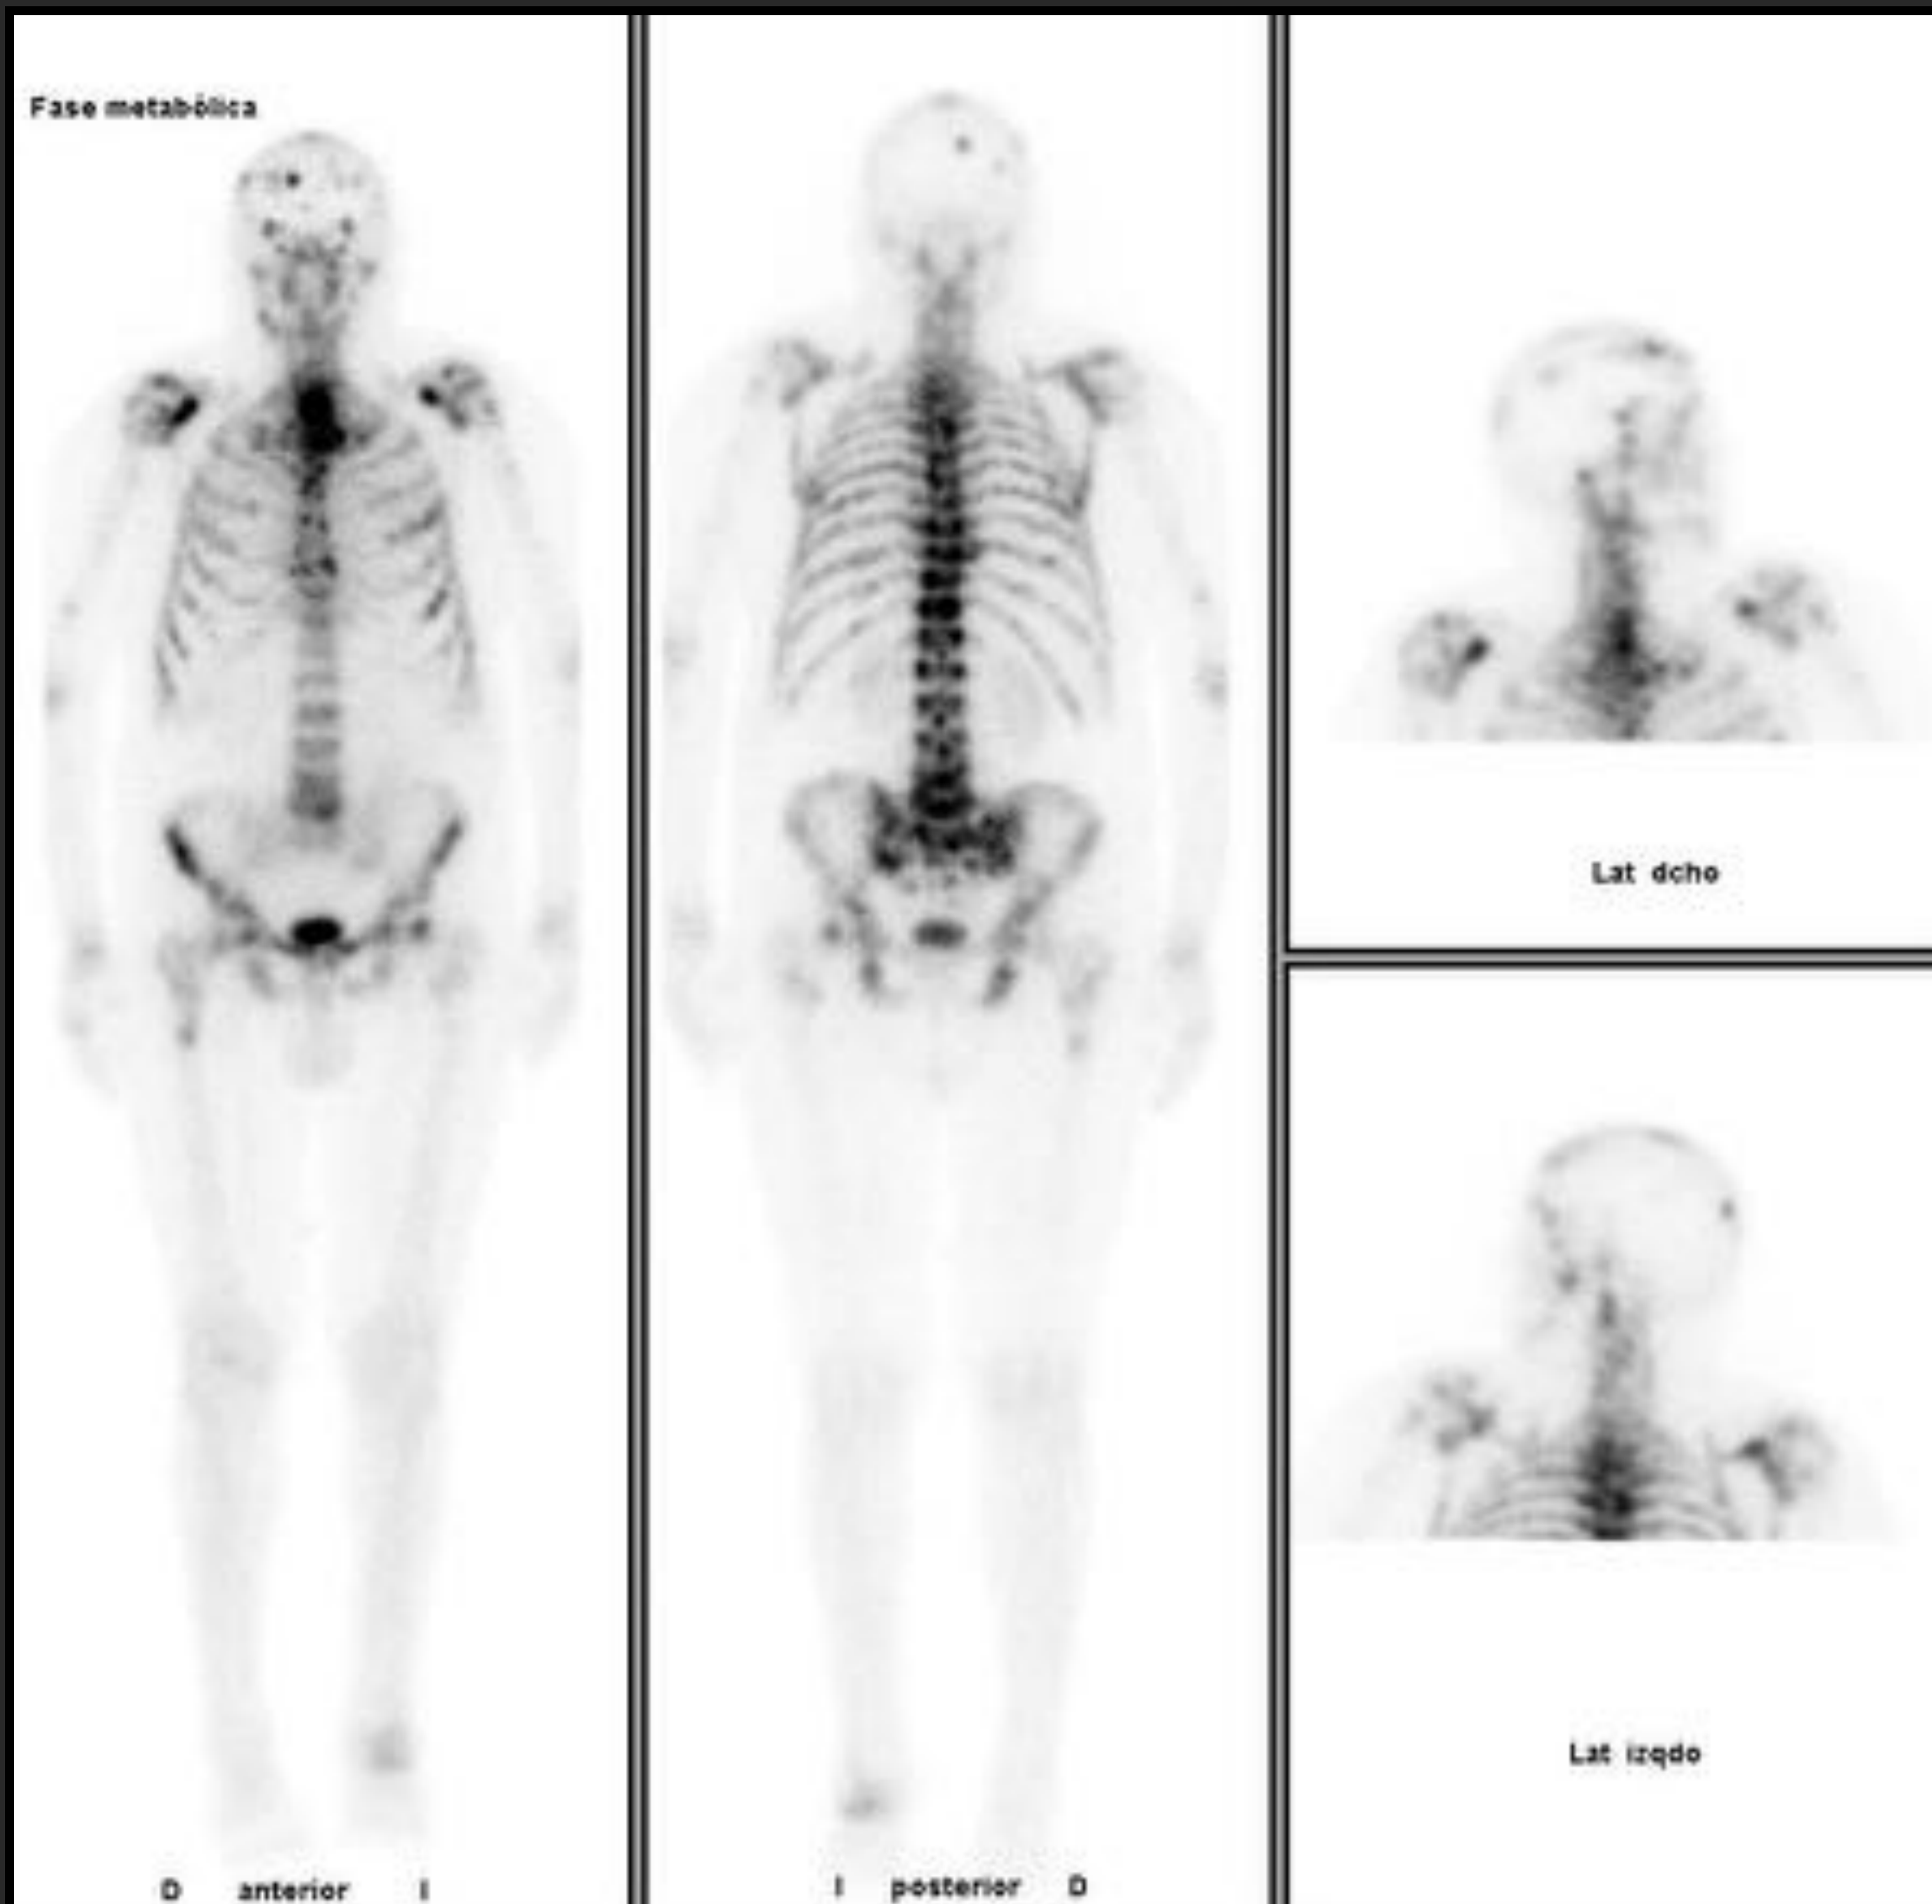 Fase metabólica
D anterior I
I posterior D
Lat dcho
Lat izqdo